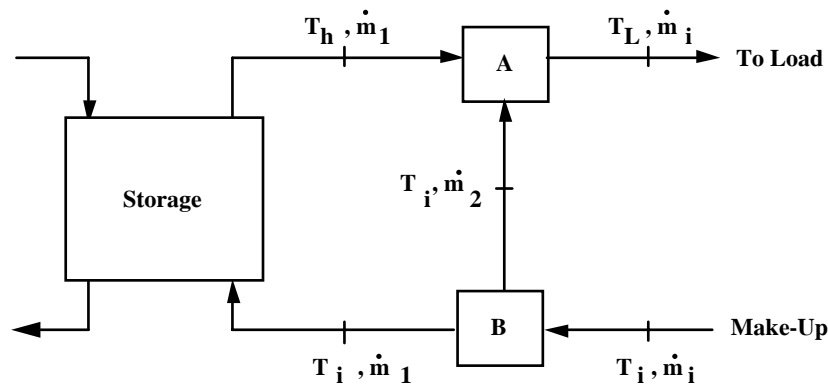 T_h , ṁ_1
T_L , ṁ_i
A
To Load
Storage
T_i , ṁ_2
B
Make-Up
T_i , ṁ_1
T_i , ṁ_i